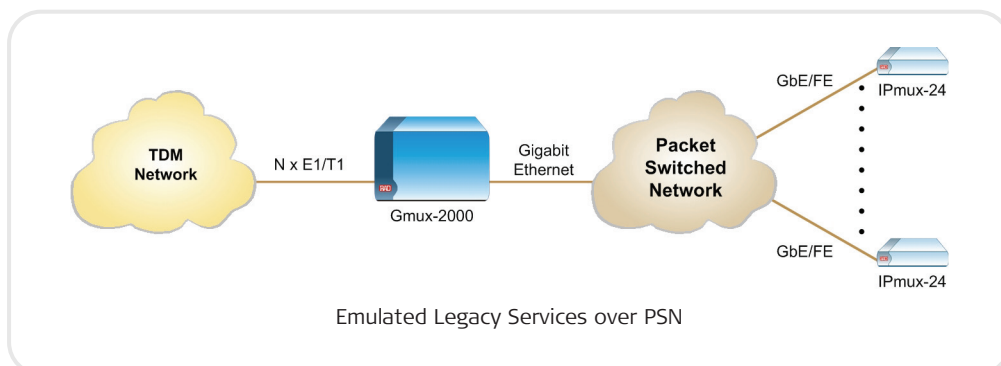 TDM
Network
N x E1/T1
RAD
Gmux-2000
Gigabit
Ethernet
Packet
Switched
Network
GbE/FE
IPmux-24
GbE/FE
IPmux-24
Emulated Legacy Services over PSN